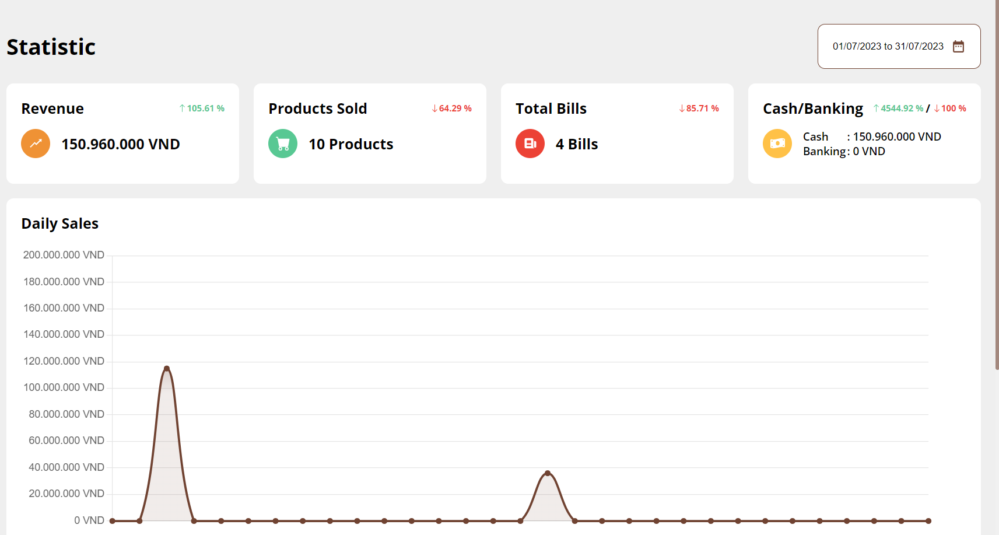 Statistic
01/07/2023 to 31/07/2023
Revenue
↑ 105.61 %
150.960.000 VND
Products Sold
↓ 64.29 %
10 Products
Total Bills
↓ 85.71 %
4 Bills
Cash/Banking
↑ 4544.92 % / ↓ 100 %
Cash : 150.960.000 VND
Banking : 0 VND
Daily Sales
200.000.000 VND
180.000.000 VND
160.000.000 VND
140.000.000 VND
120.000.000 VND
100.000.000 VND
80.000.000 VND
60.000.000 VND
40.000.000 VND
20.000.000 VND
0 VND